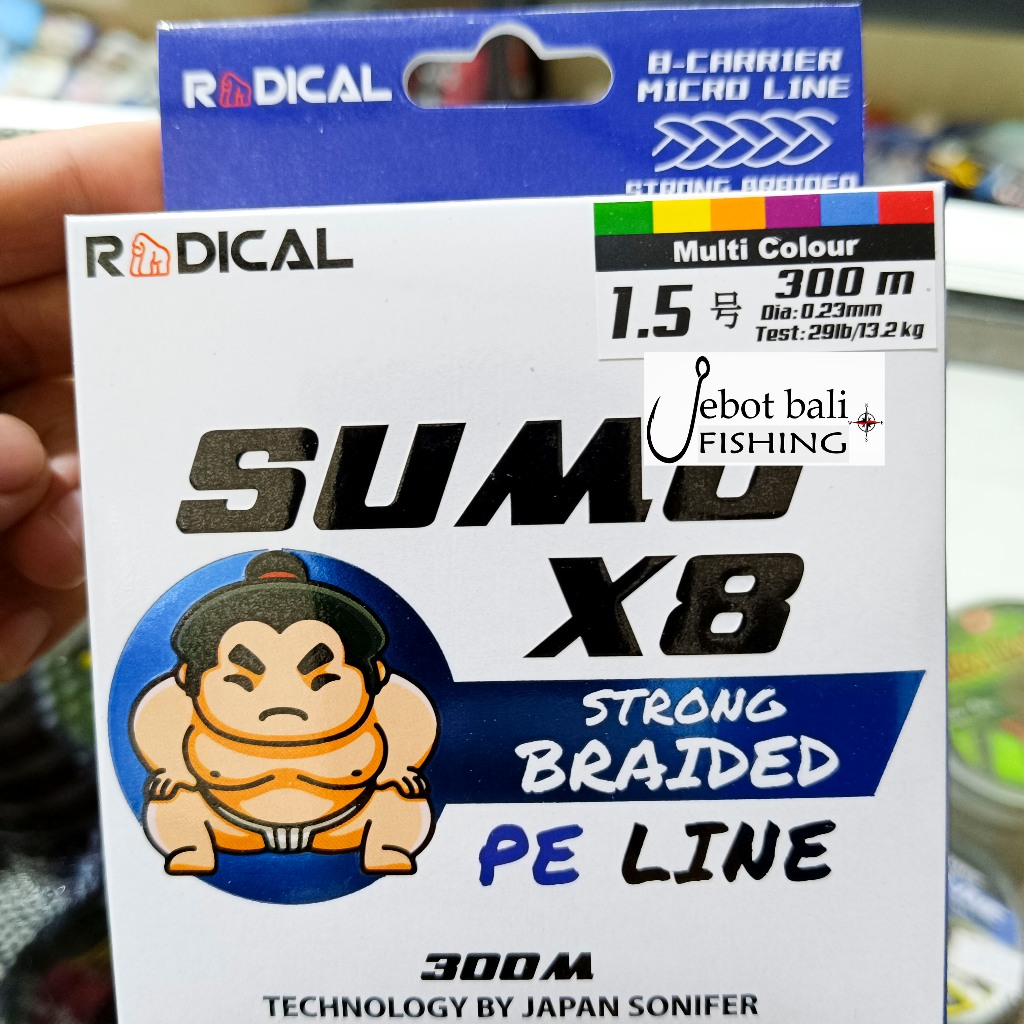 RADICAL
8-CARRIER
MICRO LINE
STRONG BRAIDED
RADICAL
Multi Colour
1.5 号
300 m
Dia: 0.23mm
Test: 29lb/13.2 kg
Jebot bali
FISHING
SUMO
X8
STRONG
BRAIDED
PE LINE
300M
TECHNOLOGY BY JAPAN SONIFER